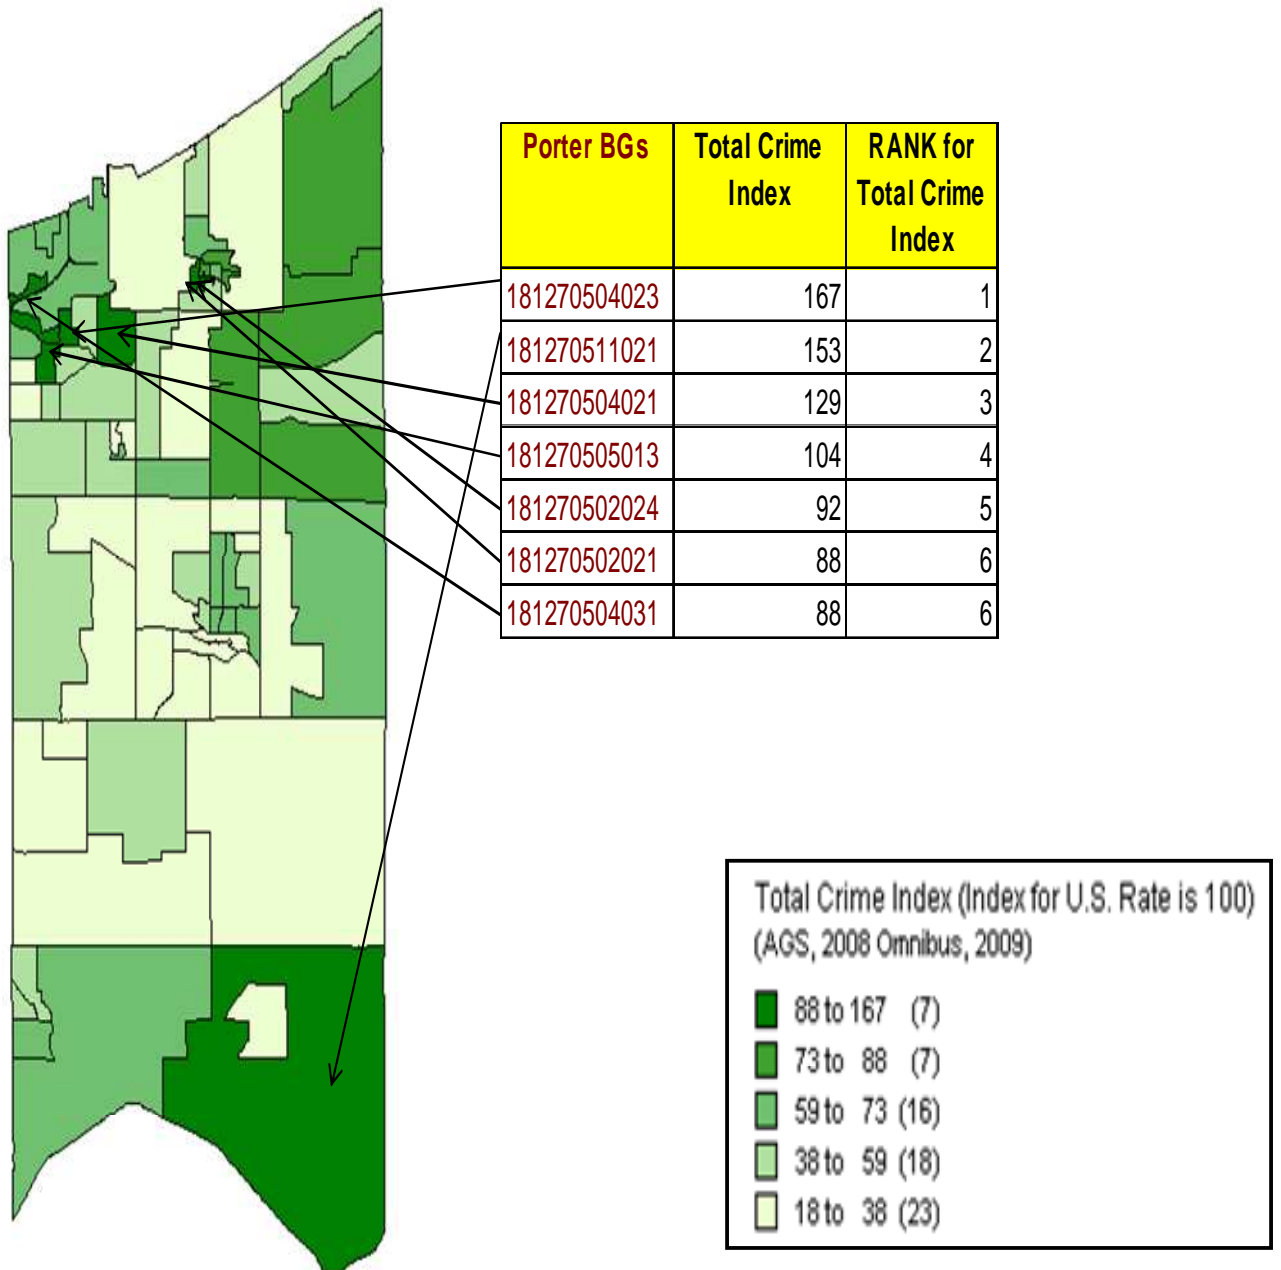 Porter BGs Total Crime Index RANK for Total Crime Index
181270504023 167 1
181270511021 153 2
181270504021 129 3
181270505013 104 4
181270502024 92 5
181270502021 88 6
181270504031 88 6
Total Crime Index (Index for U.S. Rate is 100)
(AGS, 2008 Omnibus, 2009)
88 to 167 (7)
73 to 88 (7)
59 to 73 (16)
38 to 59 (18)
18 to 38 (23)